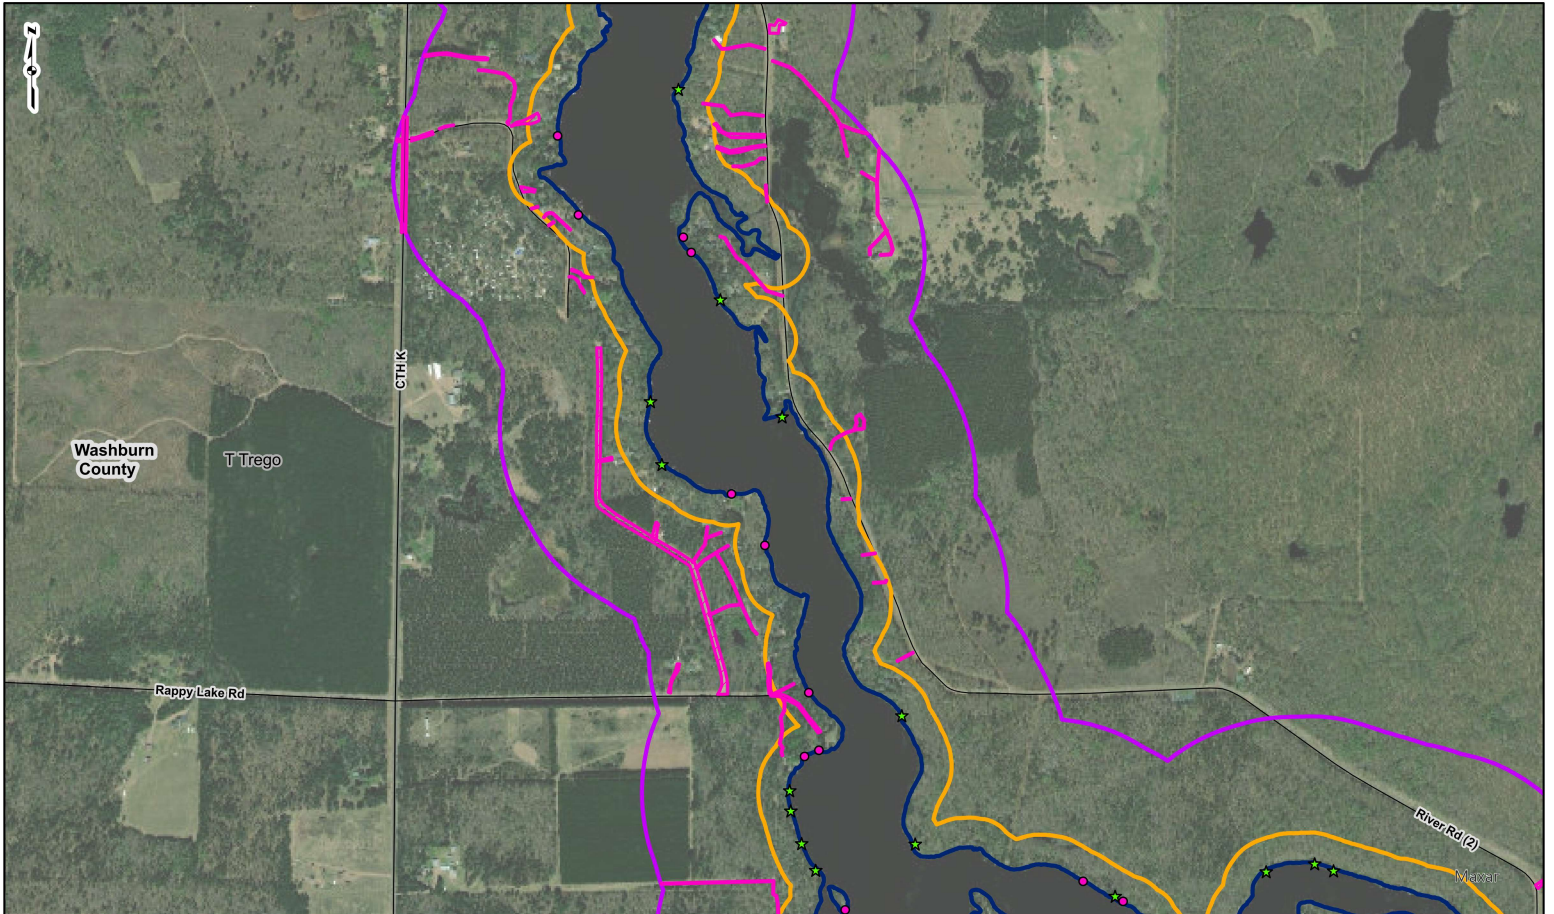 Z
CTH K
Washburn
County
T Trego
Rappy Lake Rd
River Rd (2)
Maxar